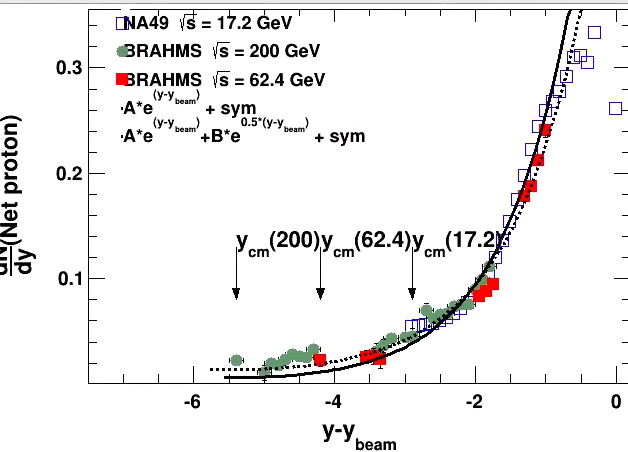 NA49 √s = 17.2 GeV
BRAHMS √s = 200 GeV
BRAHMS √s = 62.4 GeV
A*e^(y-y_beam) + sym
A*e^(y-y_beam)+B*e^0.5*(y-y_beam) + sym
y_cm(200)y_cm(62.4)y_cm(17.2)
dN/dy(Net proton)
0.3
0.2
0.1
-6 -4 -2 0
y-y_beam